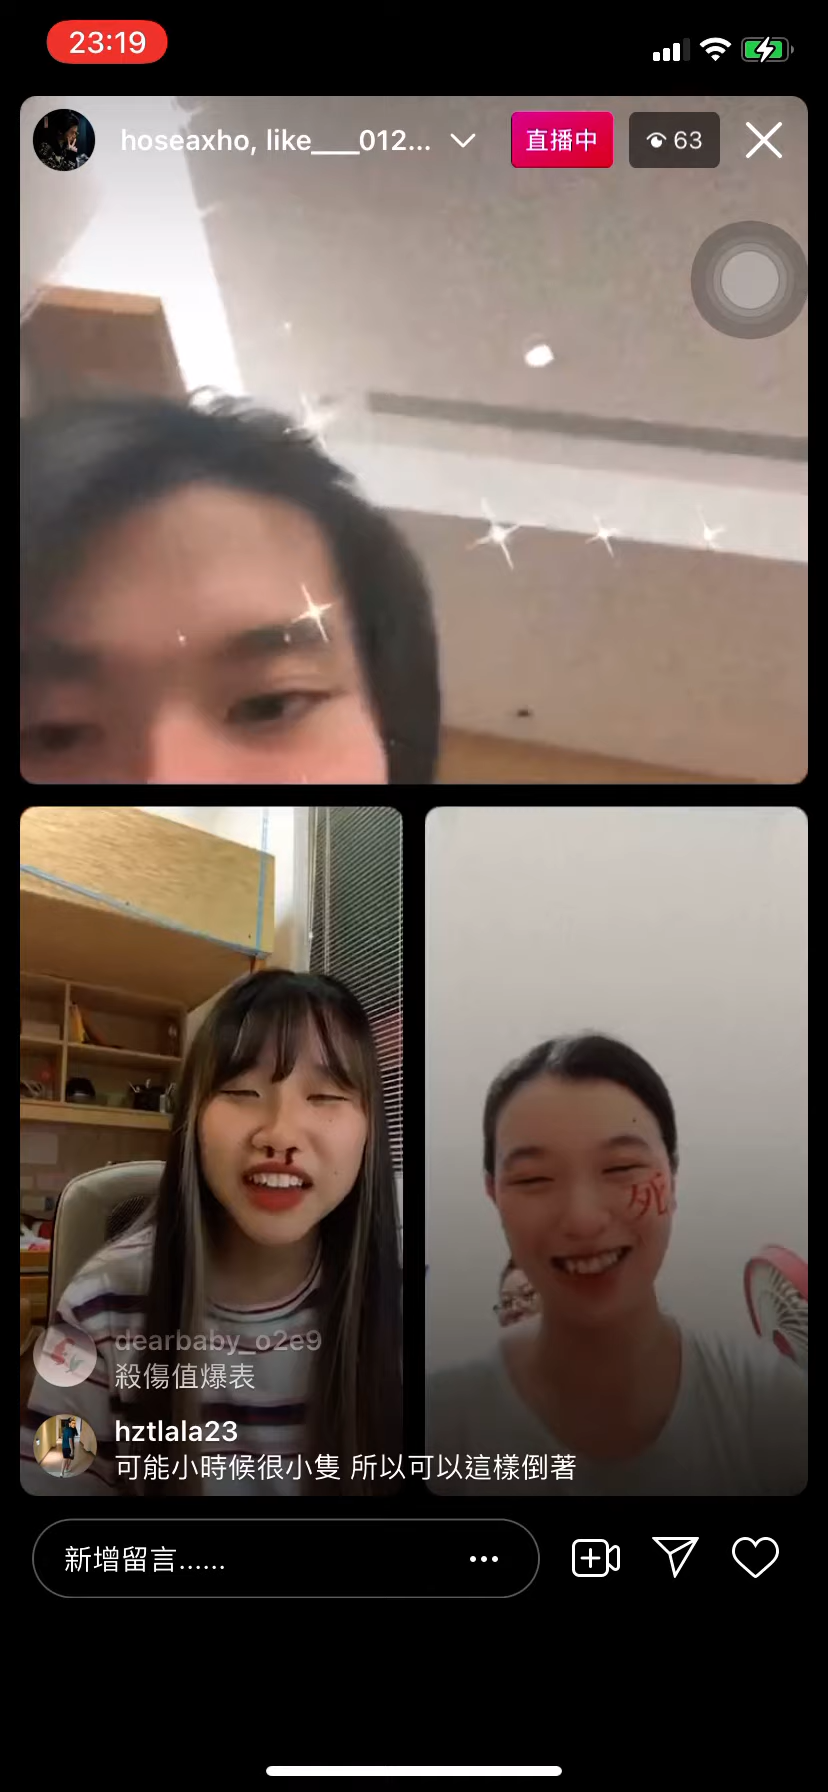 23:19
hoseaxho, like___012...
直播中
63
死
dearbaby_o2e9
殺傷值爆表
hztlala23
可能小時候很小隻 所以可以這樣倒著
新增留言......